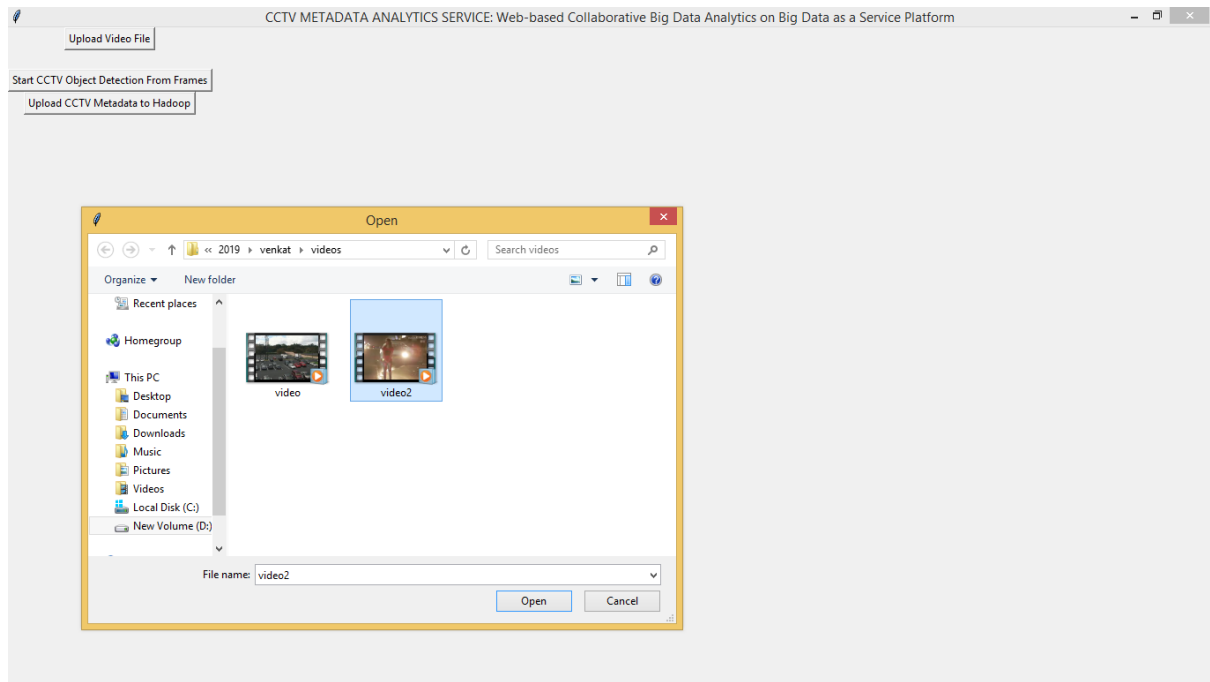 CCTV METADATA ANALYTICS SERVICE: Web-based Collaborative Big Data Analytics on Big Data as a Service Platform
Upload Video File
Start CCTV Object Detection From Frames
Upload CCTV Metadata to Hadoop
Open
« 2019 venkat videos
Search videos
Organize New folder
Recent places
Homegroup
This PC
Desktop
Documents
Downloads
Music
Pictures
Videos
Local Disk (C:)
New Volume (D:)
video
video2
File name: video2
Open Cancel